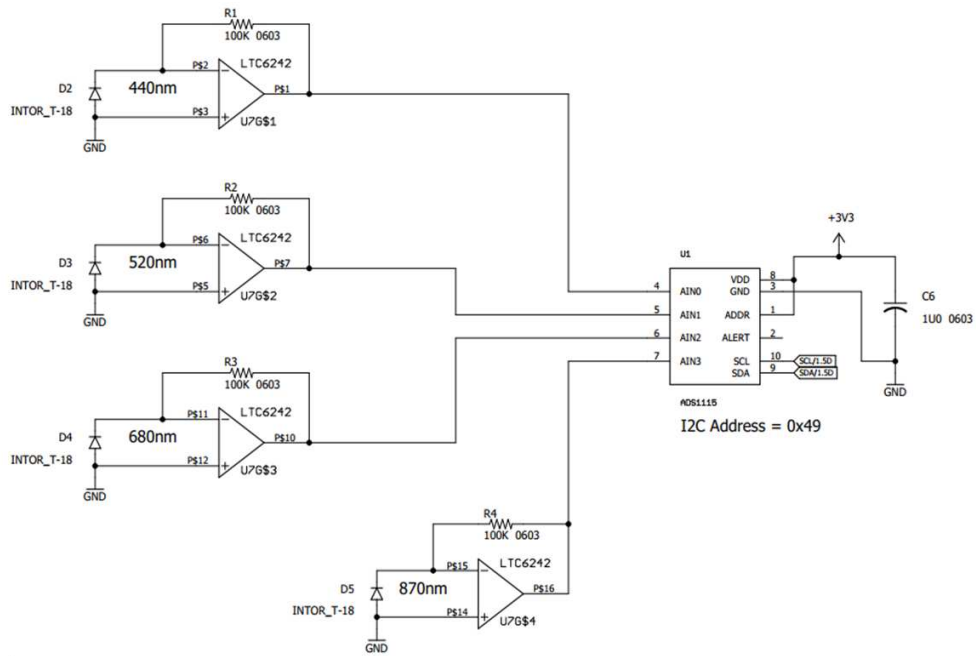 R1
100K 0603
LTC6242
P$2
D2
440nm
P$1
INTOR_T-18
P$3
U7G$1
GND
R2
100K 0603
LTC6242
P$6
D3
520nm
P$7
INTOR_T-18
P$5
U7G$2
GND
R3
100K 0603
LTC6242
P$11
D4
680nm
P$10
INTOR_T-18
P$12
U7G$3
GND
R4
100K 0603
LTC6242
P$15
D5
870nm
P$16
INTOR_T-18
P$14
U7G$4
GND
+3V3
U1
4 AIN0
5 AIN1
6 AIN2
7 AIN3
VDD 8
GND 3
ADDR 1
ALERT 2
SCL 10 SCL/1.5D
SDA 9 SDA/1.5D
ADS1115
I2C Address = 0x49
C6
1U0 0603
GND